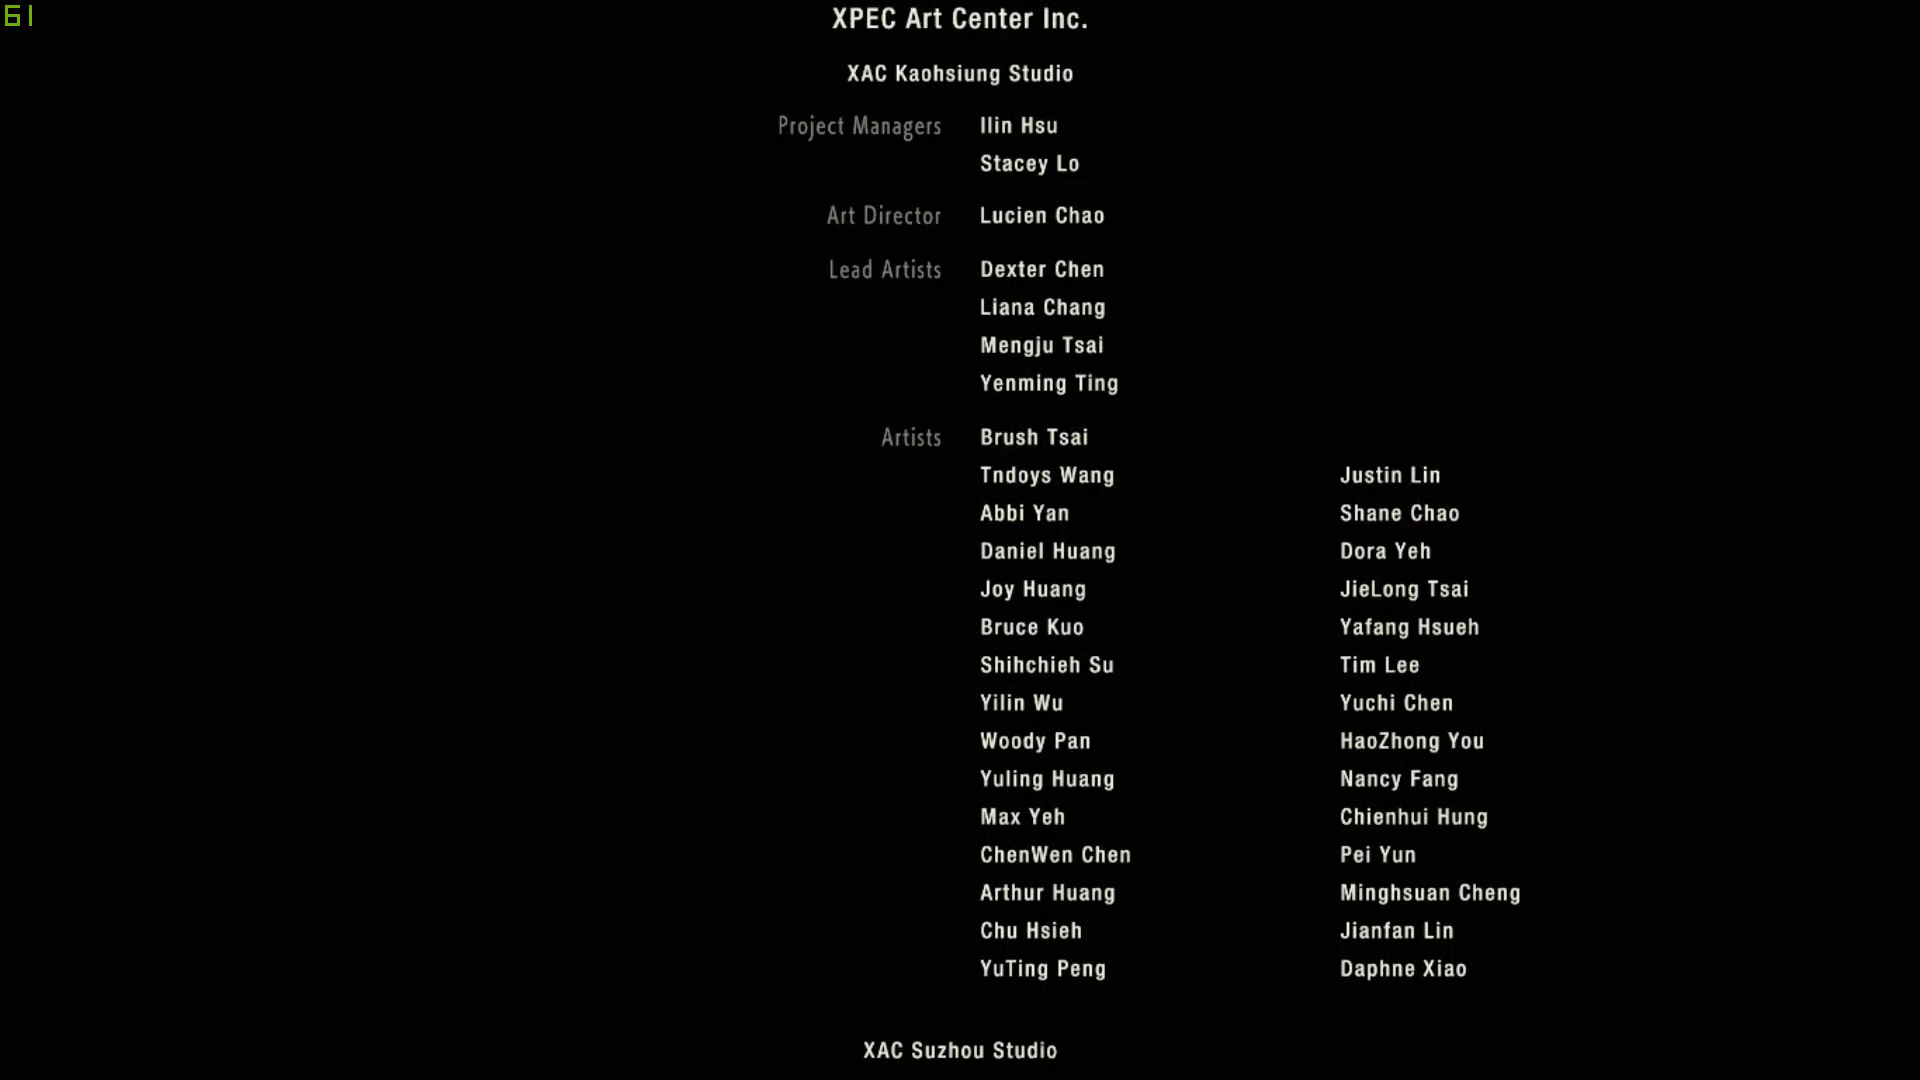 61
XPEC Art Center Inc.
XAC Kaohsiung Studio
Project Managers Ilin Hsu
Stacey Lo
Art Director Lucien Chao
Lead Artists Dexter Chen
Liana Chang
Mengju Tsai
Yenming Ting
Artists Brush Tsai
Tndoys Wang Justin Lin
Abbi Yan Shane Chao
Daniel Huang Dora Yeh
Joy Huang JieLong Tsai
Bruce Kuo Yafang Hsueh
Shihchieh Su Tim Lee
Yilin Wu Yuchi Chen
Woody Pan HaoZhong You
Yuling Huang Nancy Fang
Max Yeh Chienhui Hung
ChenWen Chen Pei Yun
Arthur Huang Minghsuan Cheng
Chu Hsieh Jianfan Lin
YuTing Peng Daphne Xiao
XAC Suzhou Studio